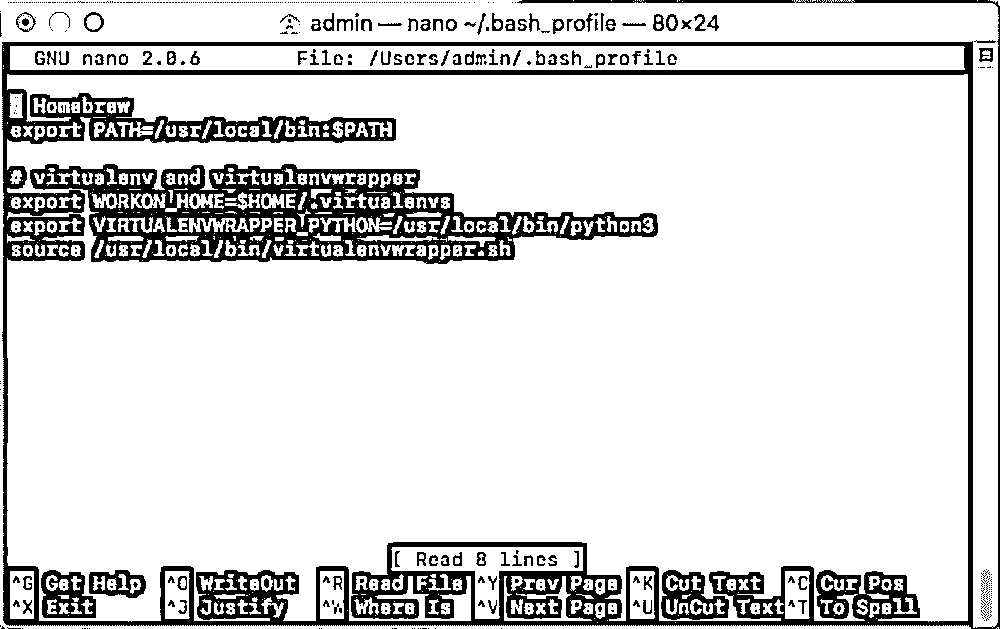 admin — nano ~/.bash_profile — 80×24
GNU nano 2.0.6 File: /Users/admin/.bash_profile
# Homebrew
export PATH=/usr/local/bin:$PATH
# virtualenv and virtualenvwrapper
export WORKON_HOME=$HOME/.virtualenvs
export VIRTUALENVWRAPPER_PYTHON=/usr/local/bin/python3
source /usr/local/bin/virtualenvwrapper.sh
[ Read 8 lines ]
^G Get Help ^O WriteOut ^R Read File ^Y Prev Page ^K Cut Text ^C Cur Pos
^X Exit ^J Justify ^W Where Is ^V Next Page ^U UnCut Text ^T To Spell